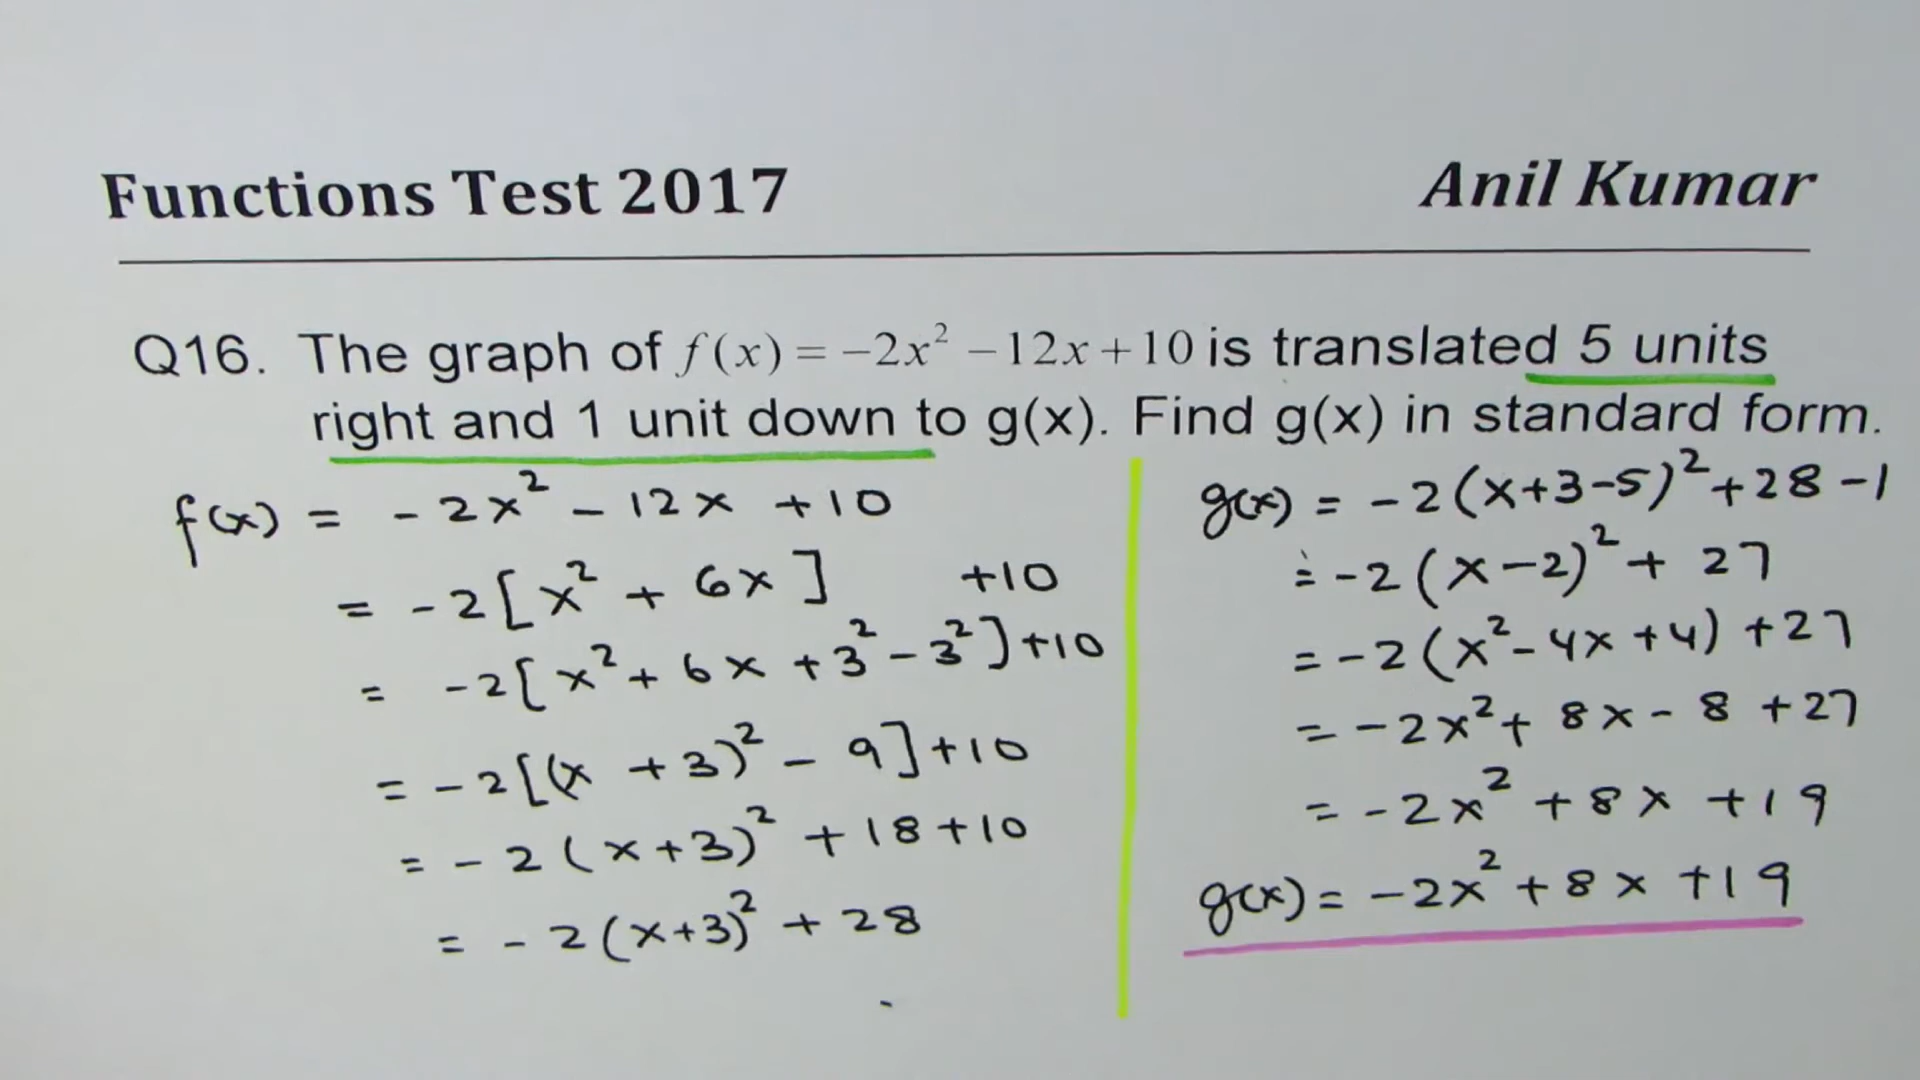 Functions Test 2017
Anil Kumar
Q16. The graph of f(x) = −2x² − 12x + 10 is translated 5 units
right and 1 unit down to g(x). Find g(x) in standard form.
f(x) = -2x² - 12x + 10
= -2[x² + 6x] +10
= -2[x² + 6x + 3² - 3²] +10
= -2[(x + 3)² - 9] +10
= -2(x+3)² + 18 + 10
= -2(x+3)² + 28
g(x) = -2(x+3-5)² + 28 - 1
= -2(x-2)² + 27
= -2(x² - 4x + 4) + 27
= -2x² + 8x - 8 + 27
= -2x² + 8x + 19
g(x) = -2x² + 8x + 19